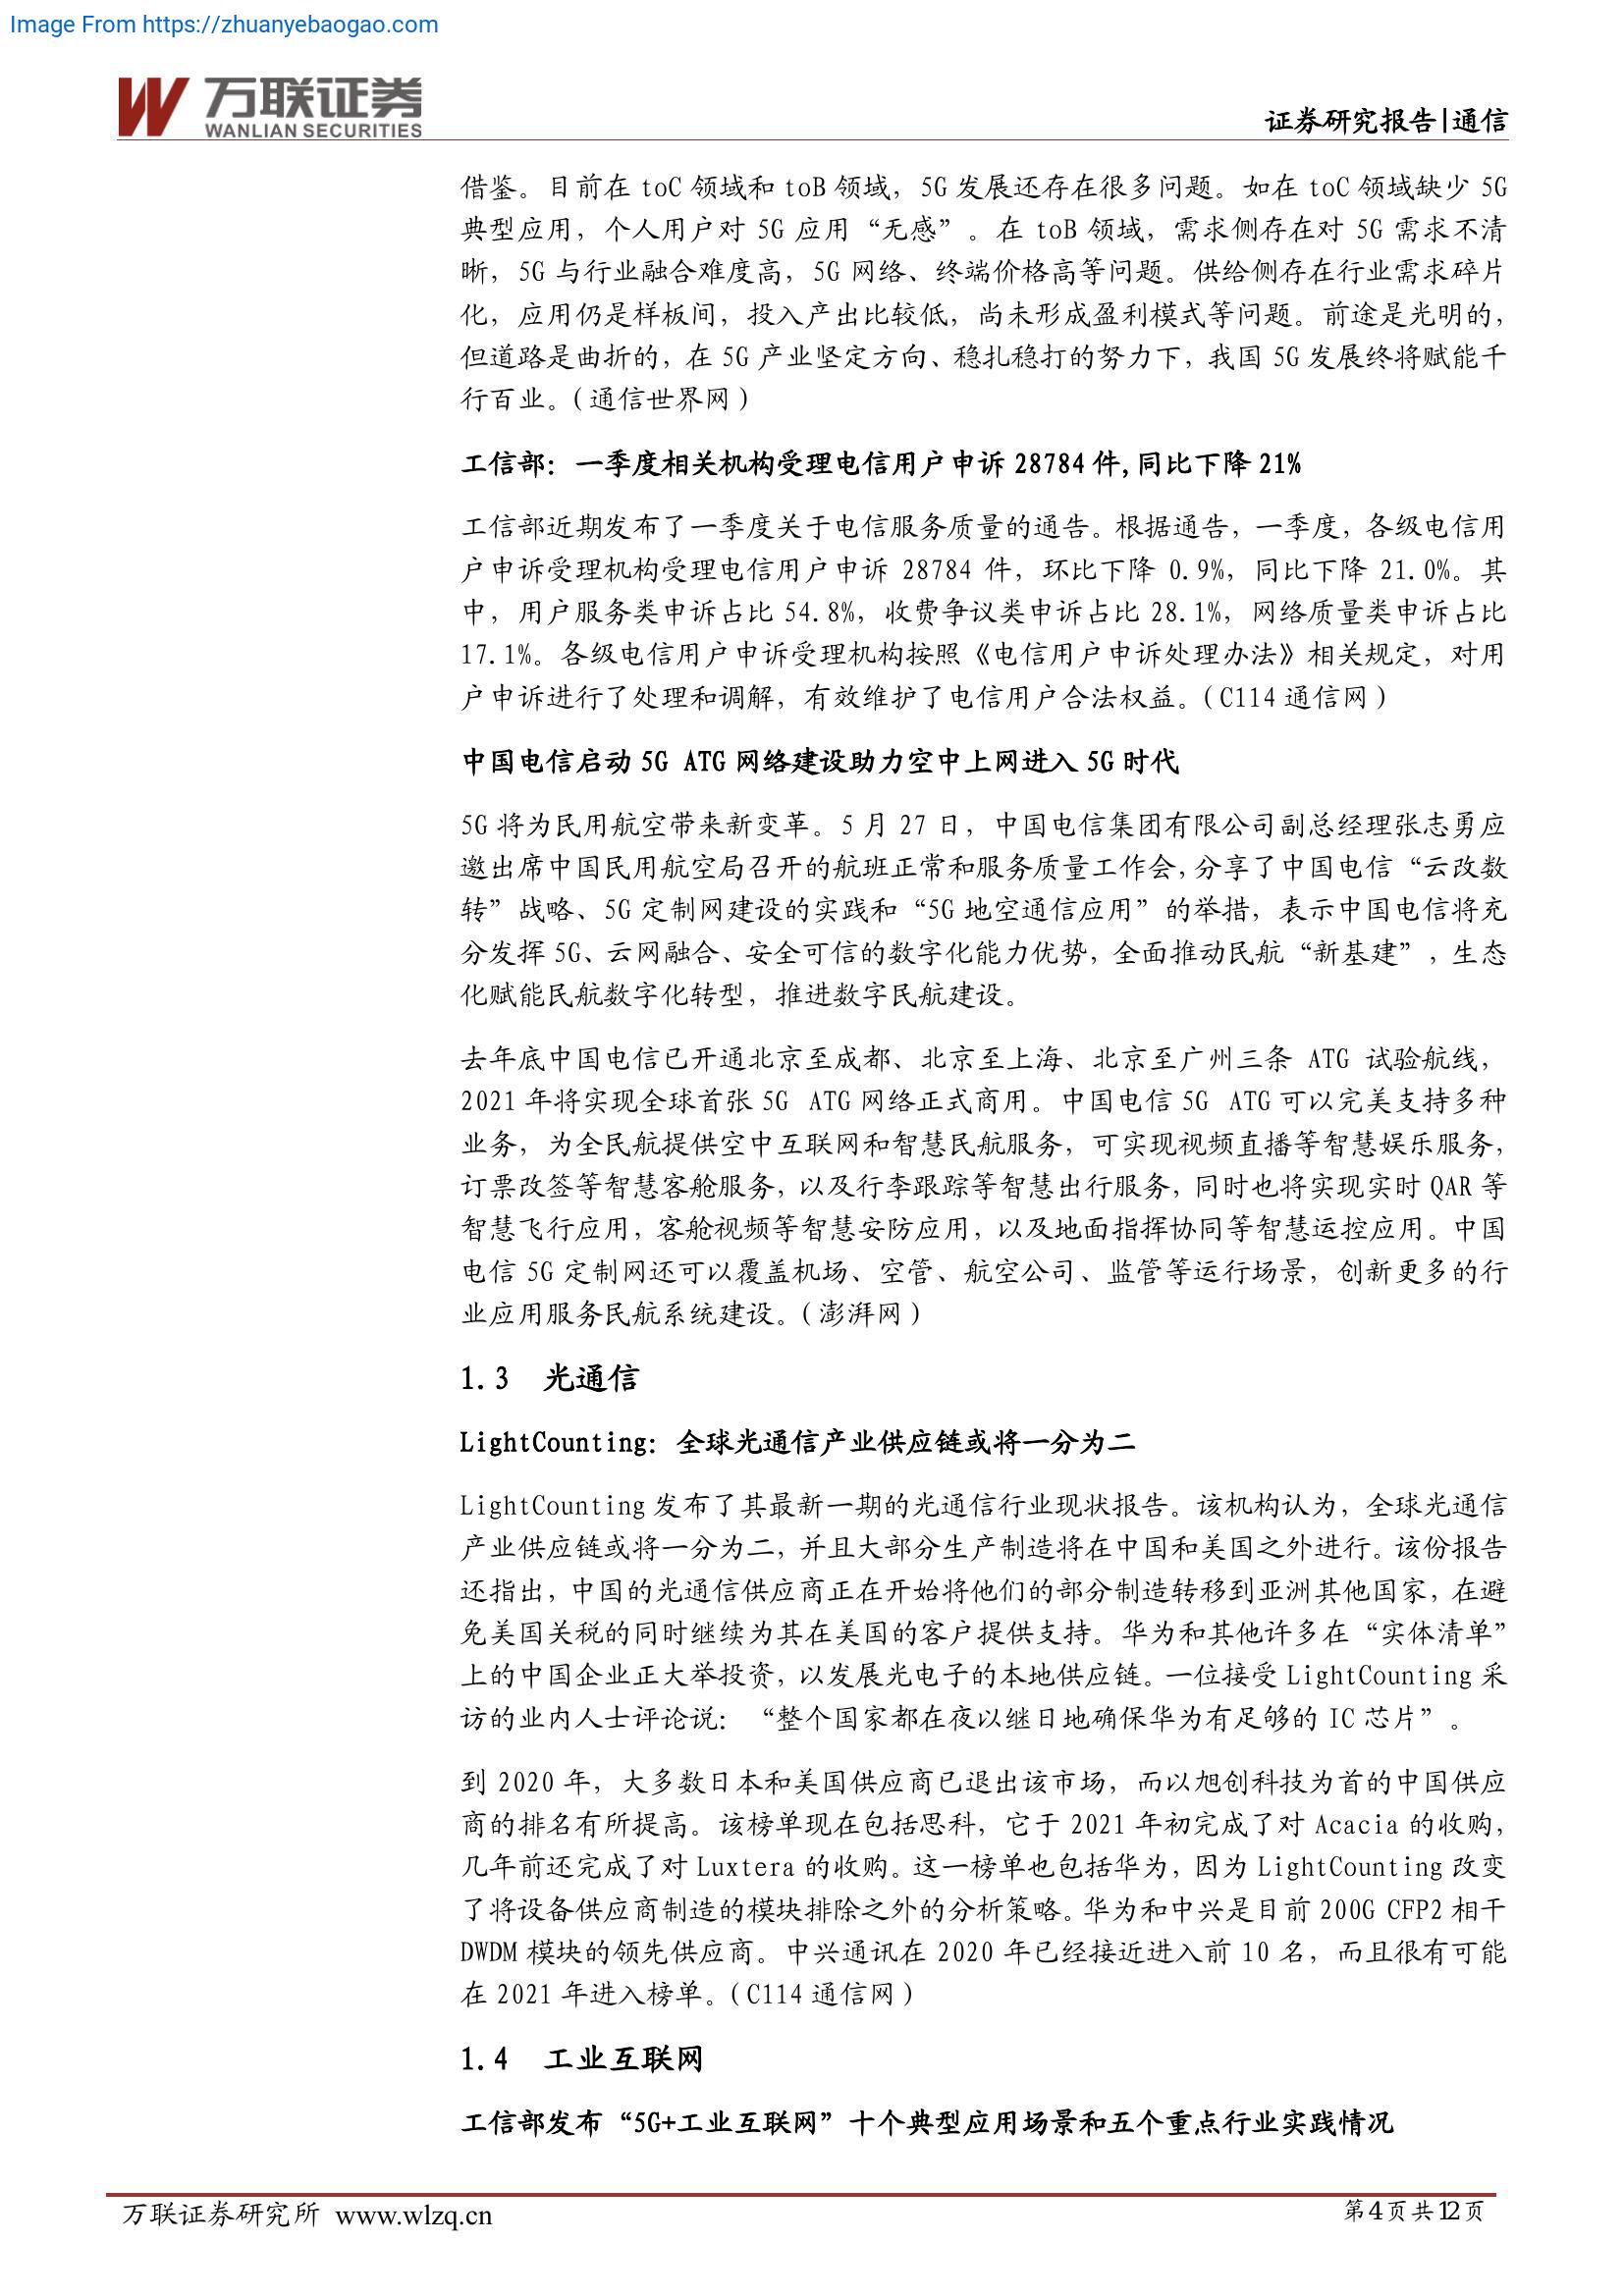 Image From https://zhuanyebaogao.com
万联证券
WANLIAN SECURITIES
证券研究报告|通信
借鉴。目前在 toC 领域和 toB 领域，5G 发展还存在很多问题。如在 toC 领域缺少 5G
典型应用，个人用户对 5G 应用“无感”。在 toB 领域，需求侧存在对 5G 需求不清
晰，5G 与行业融合难度高，5G 网络、终端价格高等问题。供给侧存在行业需求碎片
化，应用仍是样板间，投入产出比较低，尚未形成盈利模式等问题。前途是光明的，
但道路是曲折的，在 5G 产业坚定方向、稳扎稳打的努力下，我国 5G 发展终将赋能千
行百业。(通信世界网)
工信部：一季度相关机构受理电信用户申诉 28784 件,同比下降 21%
工信部近期发布了一季度关于电信服务质量的通告。根据通告，一季度，各级电信用
户申诉受理机构受理电信用户申诉 28784 件，环比下降 0.9%，同比下降 21.0%。其
中，用户服务类申诉占比 54.8%，收费争议类申诉占比 28.1%，网络质量类申诉占比
17.1%。各级电信用户申诉受理机构按照《电信用户申诉处理办法》相关规定，对用
户申诉进行了处理和调解，有效维护了电信用户合法权益。(C114 通信网)
中国电信启动 5G ATG 网络建设助力空中上网进入 5G 时代
5G 将为民用航空带来新变革。5 月 27 日，中国电信集团有限公司副总经理张志勇应
邀出席中国民用航空局召开的航班正常和服务质量工作会,分享了中国电信“云改数
转”战略、5G 定制网建设的实践和“5G 地空通信应用”的举措，表示中国电信将充
分发挥 5G、云网融合、安全可信的数字化能力优势，全面推动民航“新基建”，生态
化赋能民航数字化转型，推进数字民航建设。
去年底中国电信已开通北京至成都、北京至上海、北京至广州三条 ATG 试验航线，
2021 年将实现全球首张 5G ATG 网络正式商用。中国电信 5G ATG 可以完美支持多种
业务，为全民航提供空中互联网和智慧民航服务，可实现视频直播等智慧娱乐服务，
订票改签等智慧客舱服务，以及行李跟踪等智慧出行服务，同时也将实现实时 QAR 等
智慧飞行应用，客舱视频等智慧安防应用，以及地面指挥协同等智慧运控应用。中国
电信 5G 定制网还可以覆盖机场、空管、航空公司、监管等运行场景，创新更多的行
业应用服务民航系统建设。(澎湃网)
1.3 光通信
LightCounting：全球光通信产业供应链或将一分为二
LightCounting 发布了其最新一期的光通信行业现状报告。该机构认为，全球光通信
产业供应链或将一分为二，并且大部分生产制造将在中国和美国之外进行。该份报告
还指出，中国的光通信供应商正在开始将他们的部分制造转移到亚洲其他国家，在避
免美国关税的同时继续为其在美国的客户提供支持。华为和其他许多在“实体清单”
上的中国企业正大举投资，以发展光电子的本地供应链。一位接受 LightCounting 采
访的业内人士评论说：“整个国家都在夜以继日地确保华为有足够的 IC 芯片”。
到 2020 年，大多数日本和美国供应商已退出该市场，而以旭创科技为首的中国供应
商的排名有所提高。该榜单现在包括思科，它于 2021 年初完成了对 Acacia 的收购，
几年前还完成了对 Luxtera 的收购。这一榜单也包括华为，因为 LightCounting 改变
了将设备供应商制造的模块排除之外的分析策略。华为和中兴是目前 200G CFP2 相干
DWDM 模块的领先供应商。中兴通讯在 2020 年已经接近进入前 10 名，而且很有可能
在 2021 年进入榜单。(C114 通信网)
1.4 工业互联网
工信部发布“5G+工业互联网”十个典型应用场景和五个重点行业实践情况
万联证券研究所 www.wlzq.cn
第4页共12页